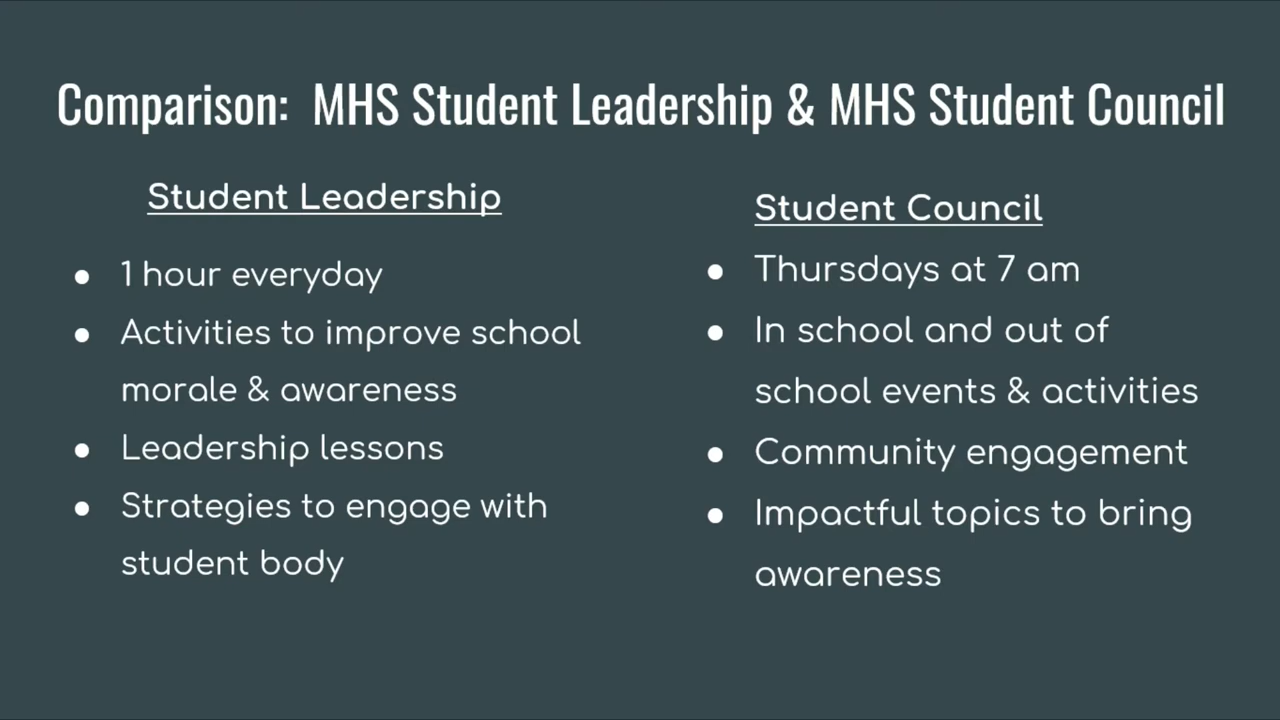 Comparison: MHS Student Leadership & MHS Student Council
Student Leadership
● 1 hour everyday
● Activities to improve school
morale & awareness
● Leadership lessons
● Strategies to engage with
student body
Student Council
● Thursdays at 7 am
● In school and out of
school events & activities
● Community engagement
● Impactful topics to bring
awareness